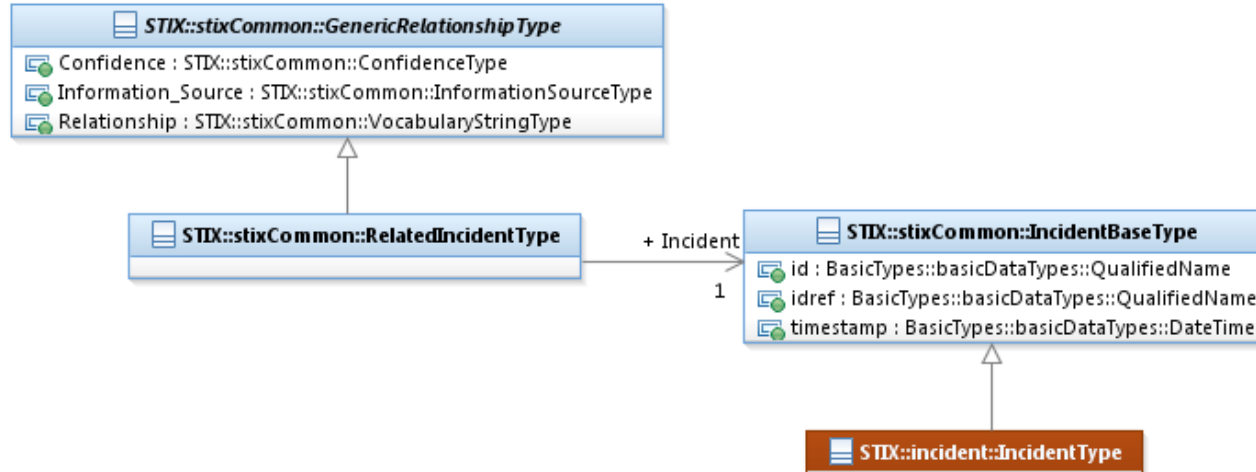 STIX::stixCommon::GenericRelationshipType
Confidence : STIX::stixCommon::ConfidenceType
Information_Source : STIX::stixCommon::InformationSourceType
Relationship : STIX::stixCommon::VocabularyStringType
STIX::stixCommon::RelatedIncidentType
+ Incident
1
STIX::stixCommon::IncidentBaseType
id : BasicTypes::basicDataTypes::QualifiedName
idref : BasicTypes::basicDataTypes::QualifiedName
timestamp : BasicTypes::basicDataTypes::DateTime
STIX::incident::IncidentType